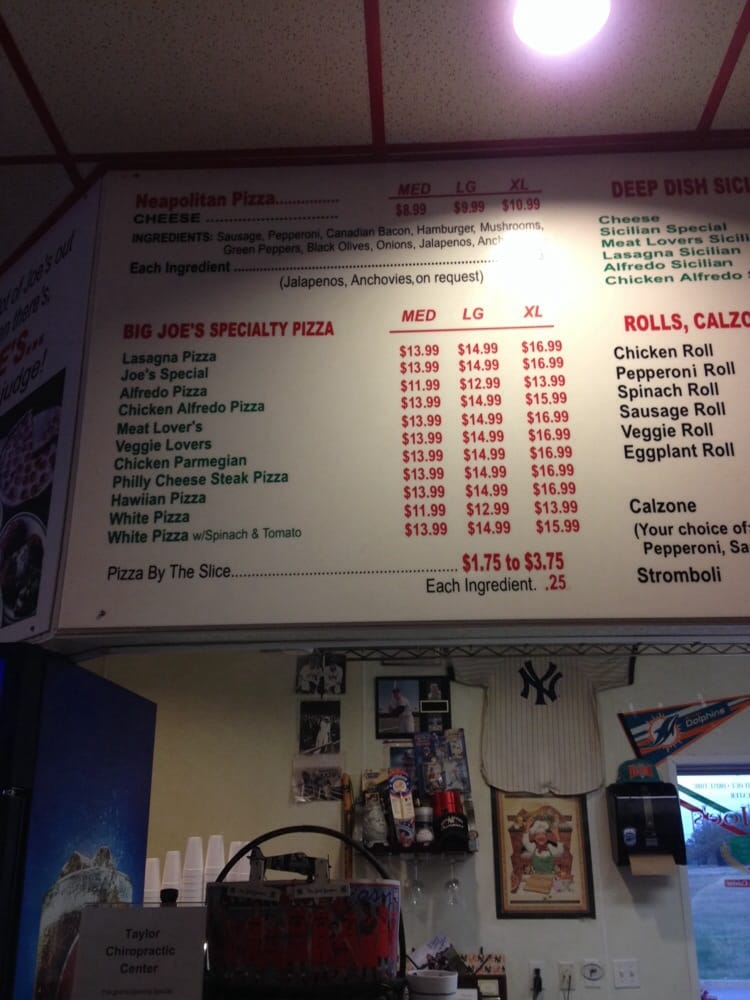 Neapolitan Pizza............... MED LG XL
CHEESE ............................ $8.99 $9.99 $10.99
INGREDIENTS: Sausage, Pepperoni, Canadian Bacon, Hamburger, Mushrooms,
Green Peppers, Black Olives, Onions, Jalapenos,
Each Ingredient
(Jalapenos, Anchovies, on request)
BIG JOE'S SPECIALTY PIZZA MED LG XL
Lasagna Pizza $13.99 $14.99 $16.99
Joe's Special $13.99 $14.99 $16.99
Alfredo Pizza $11.99 $12.99 $13.99
Chicken Alfredo Pizza $13.99 $14.99 $15.99
Meat Lover's $13.99 $14.99 $16.99
Veggie Lovers $13.99 $14.99 $16.99
Chicken Parmegian $13.99 $14.99 $16.99
Philly Cheese Steak Pizza $13.99 $14.99 $16.99
Hawiian Pizza $13.99 $14.99 $16.99
White Pizza $11.99 $12.99 $13.99
White Pizza w/Spinach & Tomato $13.99 $14.99 $15.99
Pizza By The Slice............................................ $1.75 to $3.75
Each Ingredient. .25
DEEP DISH SICI
Cheese
Sicilian Special
Meat Lovers Sicili
Lasagna Sicilian
Alfredo Sicilian
Chicken Alfredo
ROLLS, CALZO
Chicken Roll
Pepperoni Roll
Spinach Roll
Sausage Roll
Veggie Roll
Eggplant Roll
Calzone
(Your choice of:
Pepperoni, Sa
Stromboli
ot of Joe's out
n there's,
E'S...
judge!
NY
Dolphins
Taylor
Chiropractic
Center